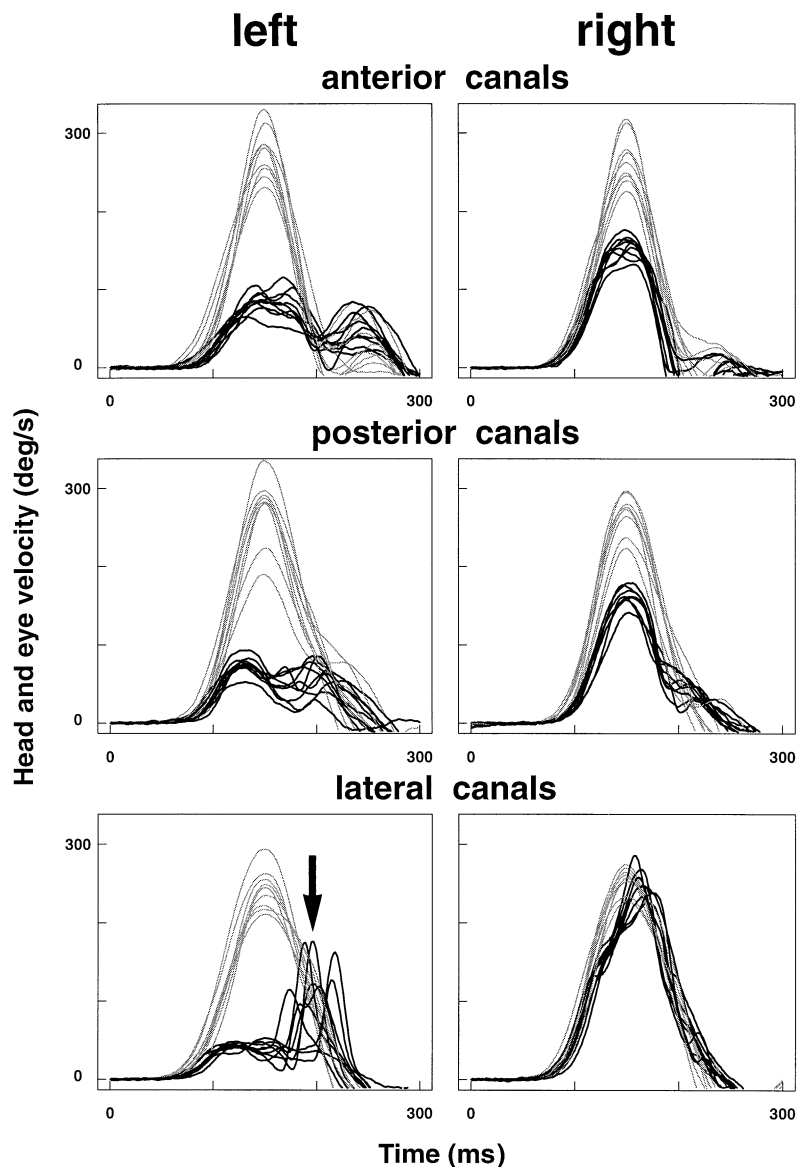 left right
anterior canals
300
0
0 300 0 300
posterior canals
300
0
0 300 0 300
lateral canals
300
0
0 300 0 300
Head and eye velocity (deg/s)
Time (ms)